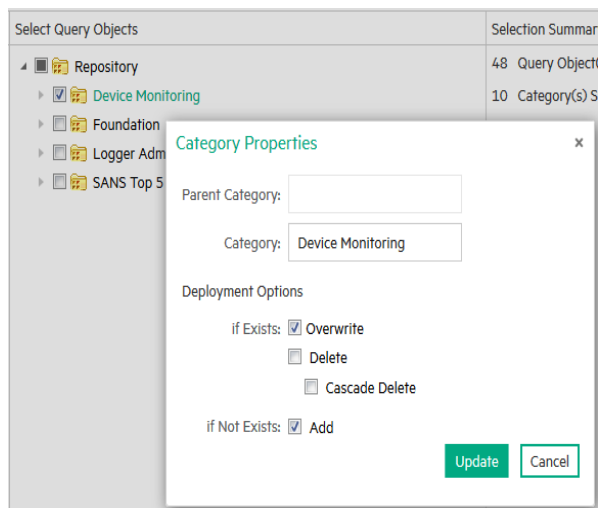 Select Query Objects
Selection Summar
Repository
48 Query Object
Device Monitoring
10 Category(s) S
Foundation
Logger Adm
SANS Top 5
Category Properties
x
Parent Category:
Category: Device Monitoring
Deployment Options
if Exists: Overwrite
Delete
Cascade Delete
if Not Exists: Add
Update Cancel